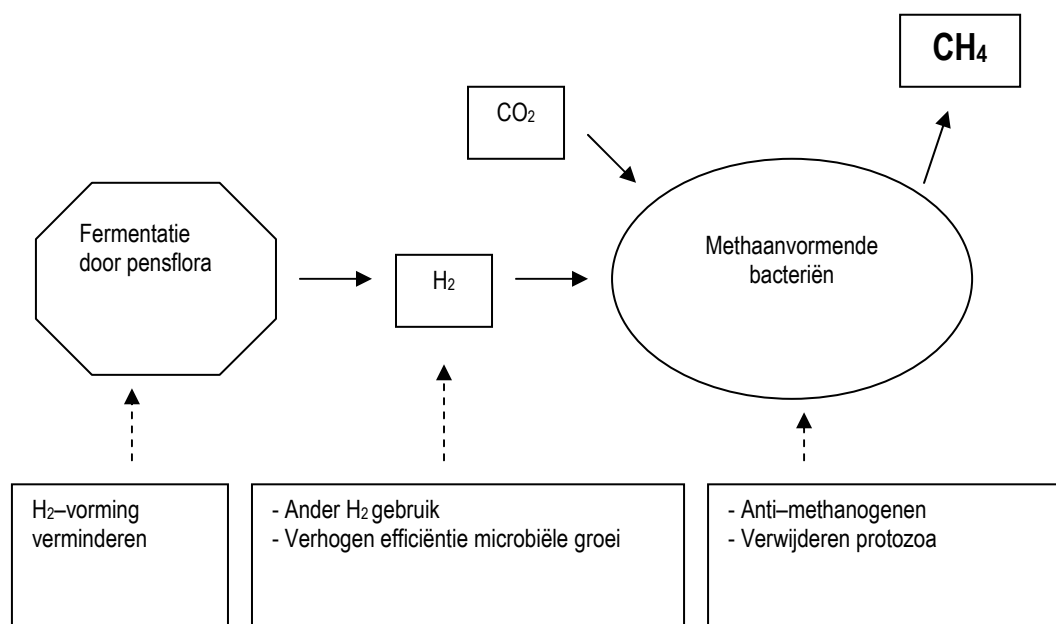 CH₄
CO₂
Fermentatie
door pensflora
H₂
Methaanvormende
bacteriën
H₂–vorming
verminderen
- Ander H₂ gebruik
- Verhogen efficiëntie microbiële groei
- Anti–methanogenen
- Verwijderen protozoa